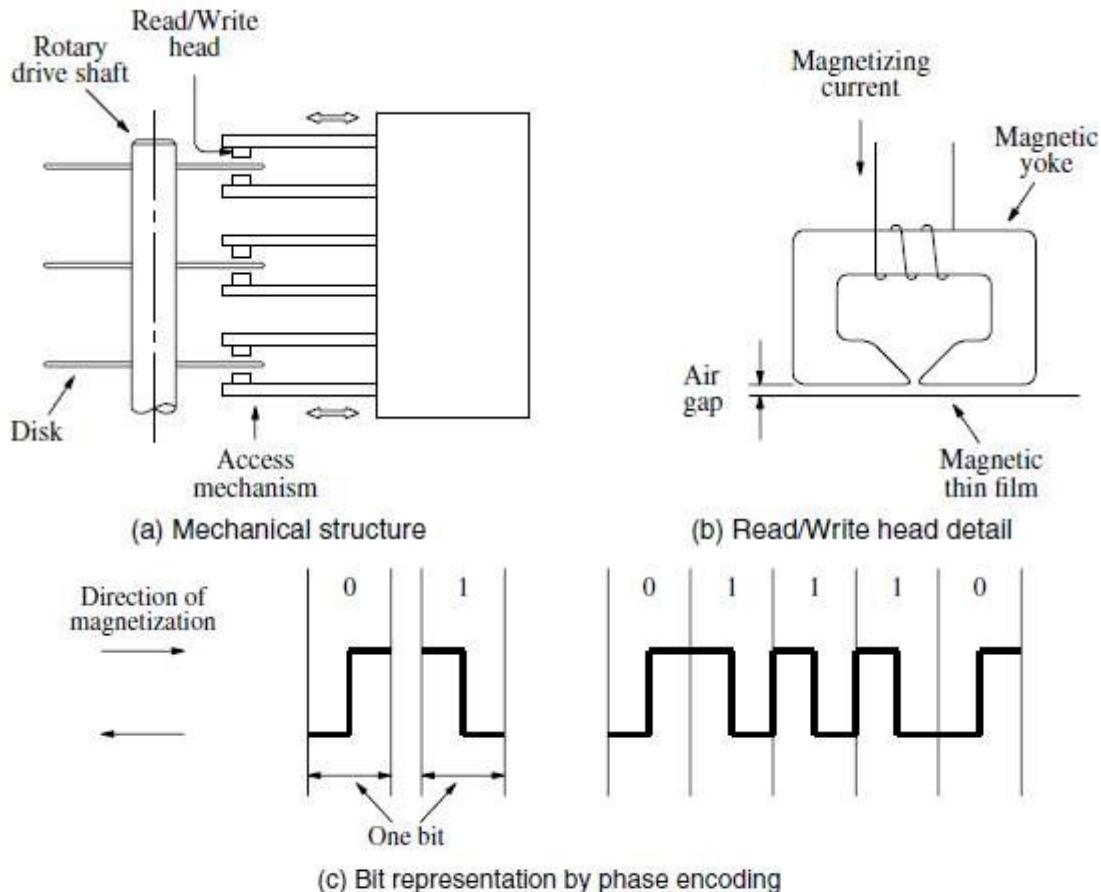 Read/Write
head
Rotary
drive shaft
Disk
Access
mechanism
(a) Mechanical structure
Magnetizing
current
Magnetic
yoke
Air
gap
Magnetic
thin film
(b) Read/Write head detail
Direction of
magnetization
0 1 0 1 1 1 0
One bit
(c) Bit representation by phase encoding